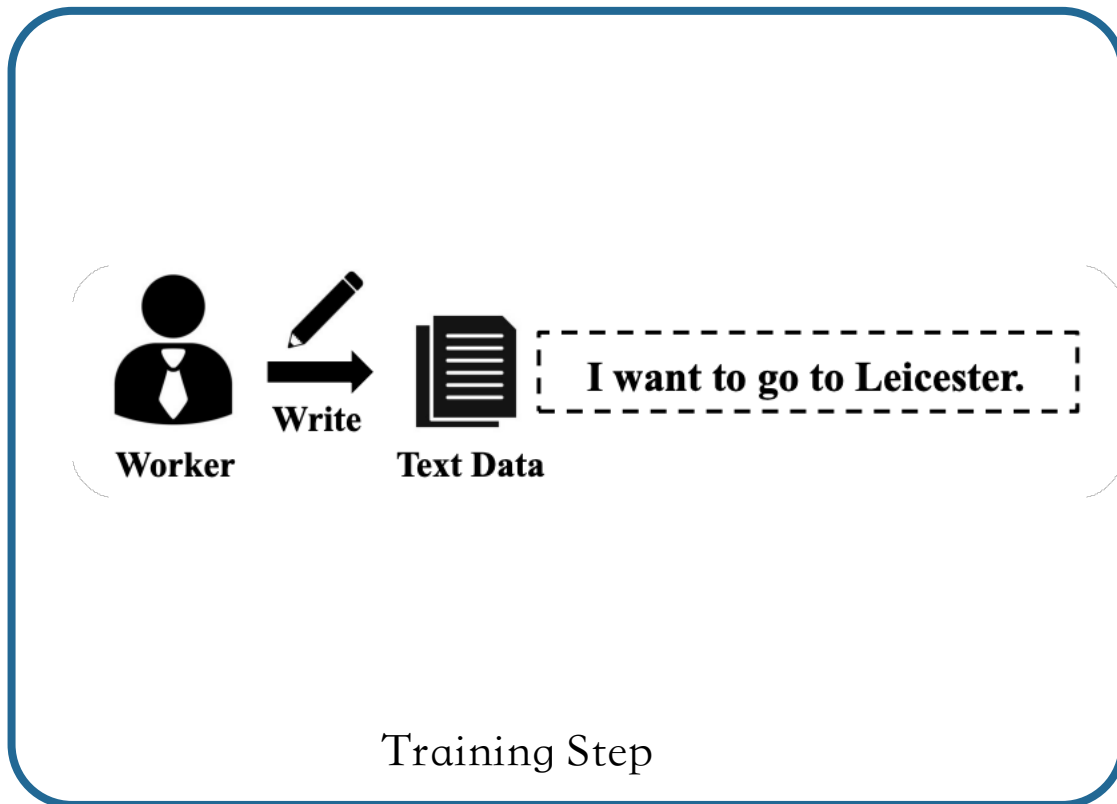 Write
I want to go to Leicester.
Worker
Text Data
Training Step